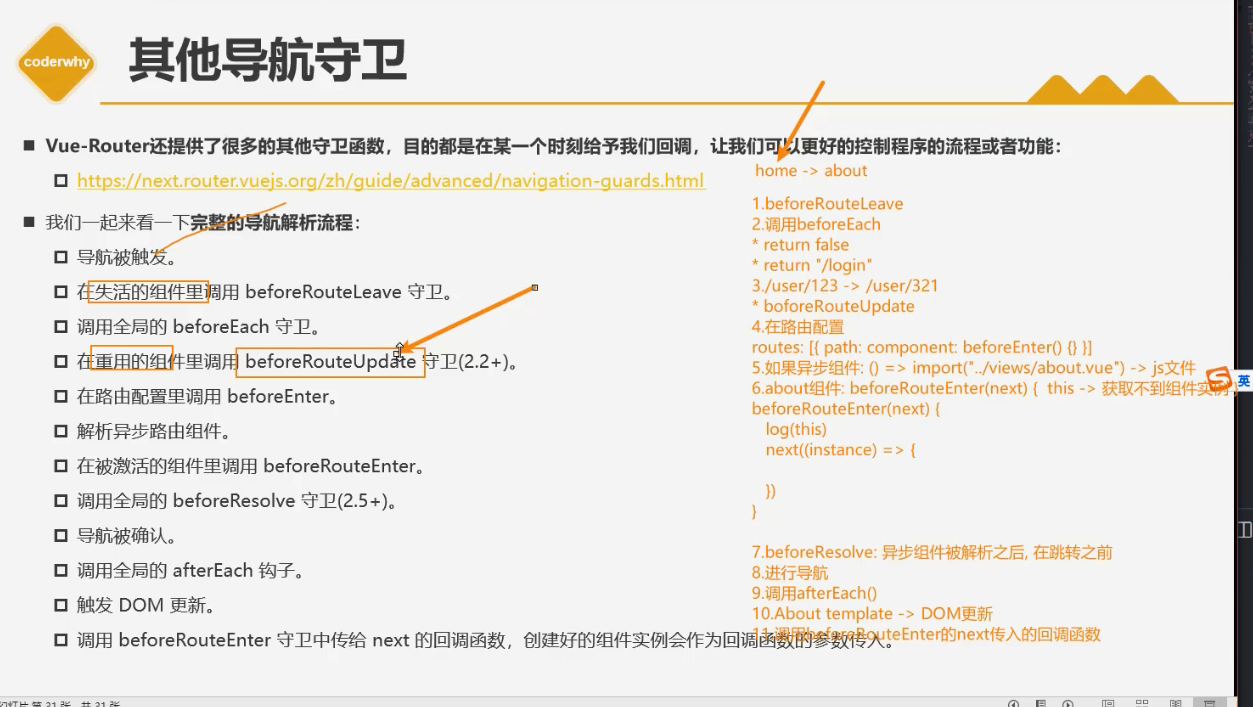 coderwhy
其他导航守卫
Vue-Router还提供了很多的其他守卫函数，目的都是在某一个时刻给予我们回调，让我们可以更好的控制程序的流程或者功能：
https://next.router.vuejs.org/zh/guide/advanced/navigation-guards.html
我们一起来看一下完整的导航解析流程：
导航被触发。
在失活的组件里调用 beforeRouteLeave 守卫。
调用全局的 beforeEach 守卫。
在重用的组件里调用 beforeRouteUpdate 守卫(2.2+)。
在路由配置里调用 beforeEnter。
解析异步路由组件。
在被激活的组件里调用 beforeRouteEnter。
调用全局的 beforeResolve 守卫(2.5+)。
导航被确认。
调用全局的 afterEach 钩子。
触发 DOM 更新。
调用 beforeRouteEnter 守卫中传给 next 的回调函数，创建好的组件实例会作为回调函数的参数传入。
home -> about
1.beforeRouteLeave
2.调用beforeEach
* return false
* return "/login"
3./user/123 -> /user/321
* boforeRouteUpdate
4.在路由配置
routes: [{ path: component: beforeEnter() {} }]
5.如果异步组件: () => import("../views/about.vue") -> js文件
6.about组件: beforeRouteEnter(next) { this -> 获取不到组件实例 }
beforeRouteEnter(next) {
log(this)
next((instance) => {
})
}
7.beforeResolve: 异步组件被解析之后, 在跳转之前
8.进行导航
9.调用afterEach()
10.About template -> DOM更新
11.调用beforeRouteEnter的next传入的回调函数
英
幻灯片 第 31 张，共 31 张